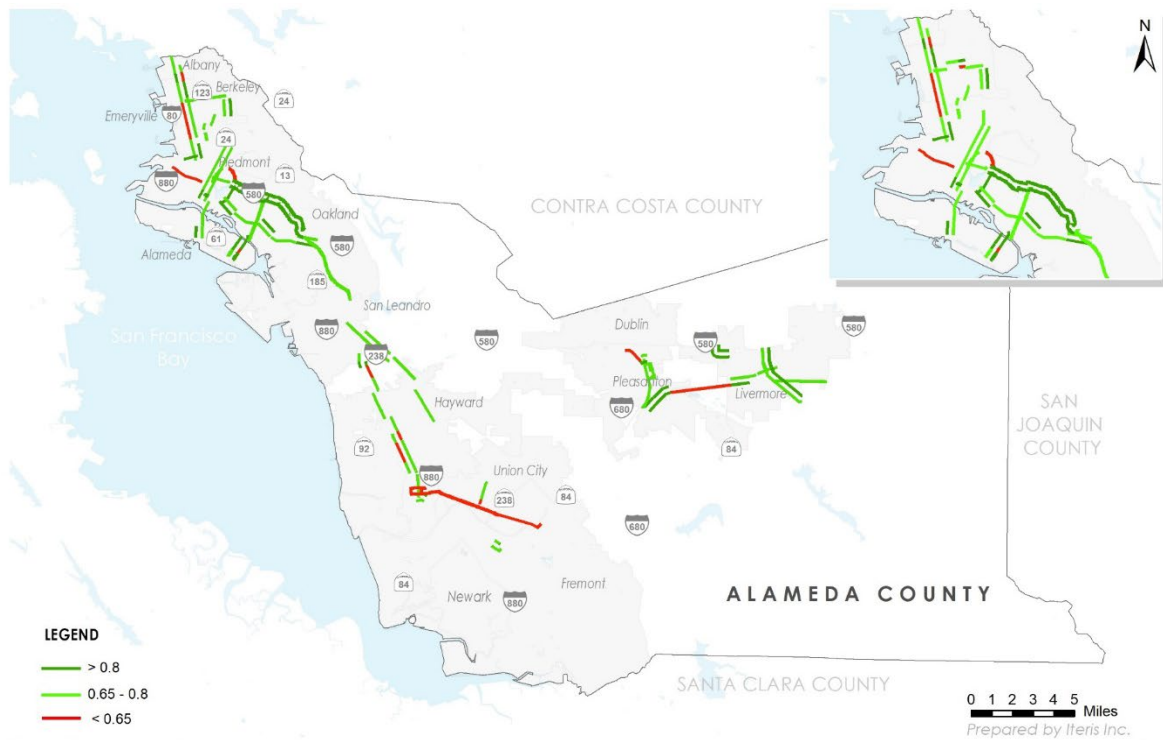 N
Albany
123
Berkeley
24
Emeryville
80
24
Piedmont
13
880
580
Oakland
CONTRA COSTA COUNTY
61
580
Alameda
185
San Leandro
San Francisco
Bay
880
238
580
Dublin
580
580
Pleasanton
Livermore
680
Hayward
SAN
JOAQUIN
COUNTY
92
84
880
Union City
238
84
680
84
Newark
880
Fremont
ALAMEDA COUNTY
LEGEND
> 0.8
0.65 - 0.8
< 0.65
SANTA CLARA COUNTY
0 1 2 3 4 5
Miles
Prepared by Iteris Inc.